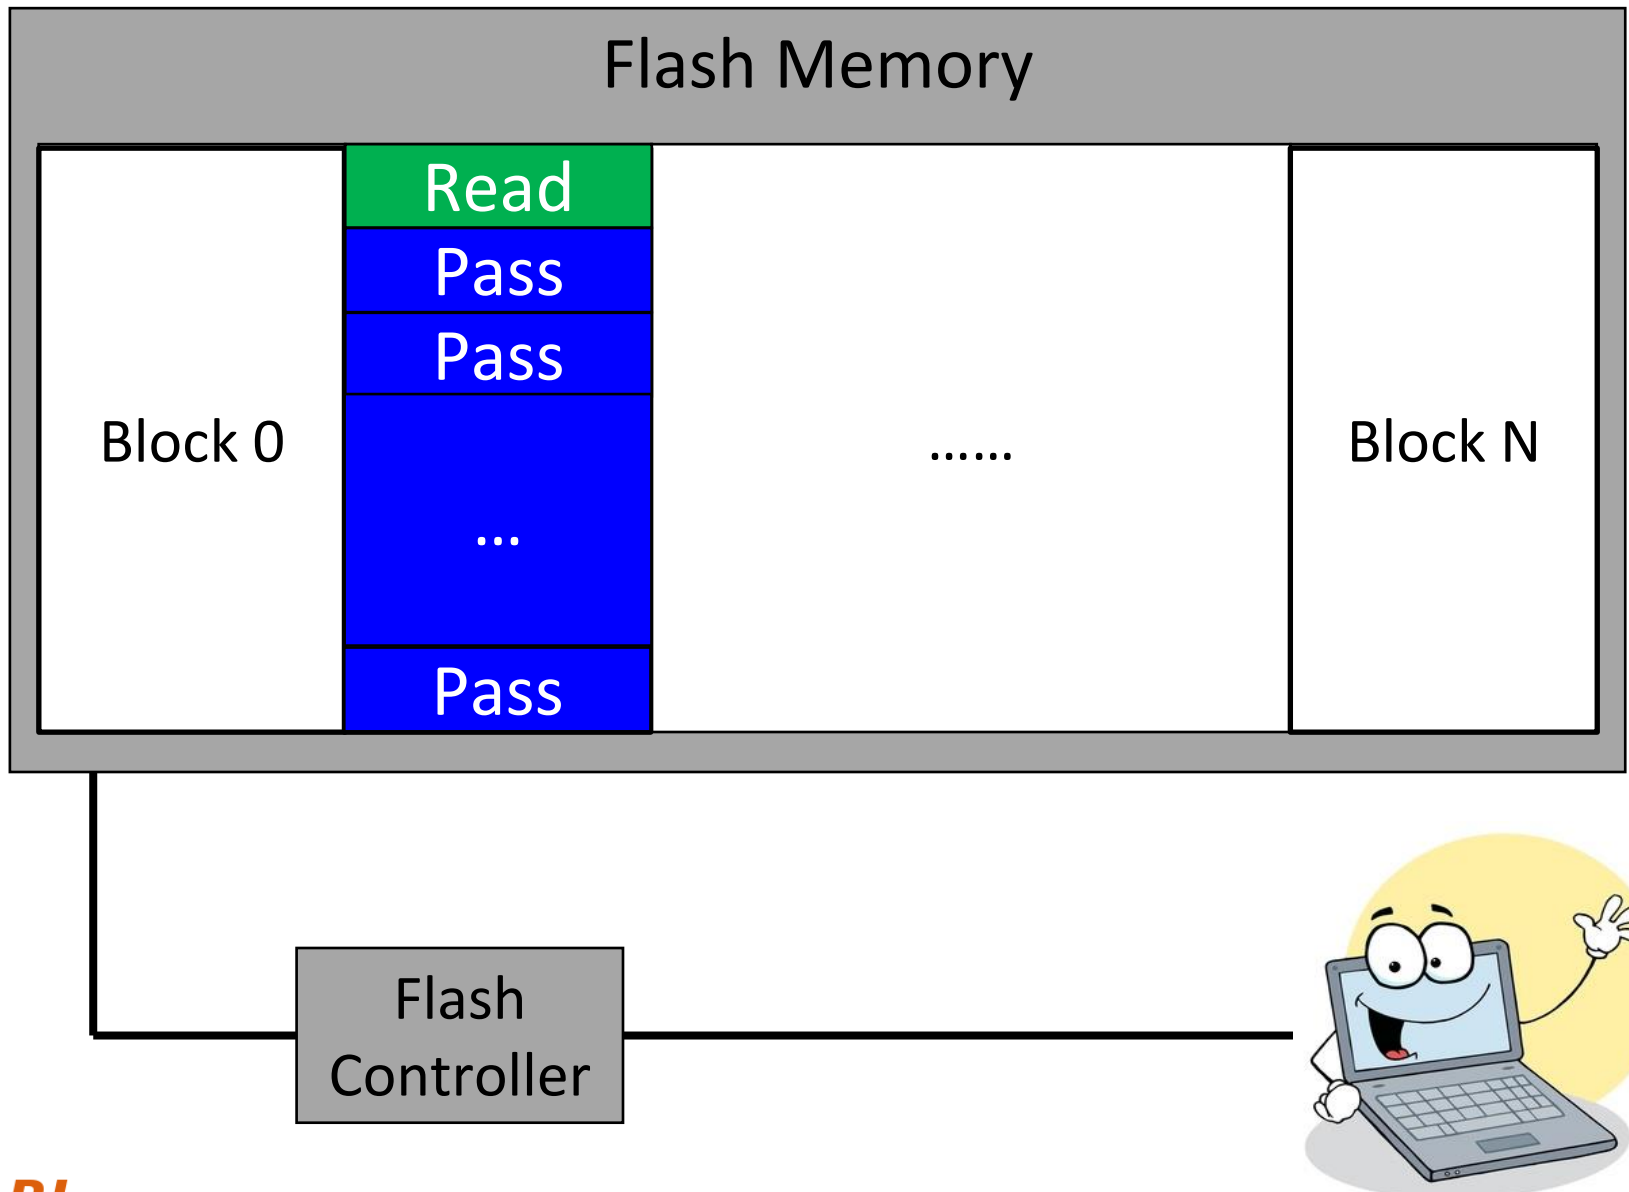 Flash Memory
Read
Pass
Pass
Block 0
……
Block N
…
Pass
Flash
Controller